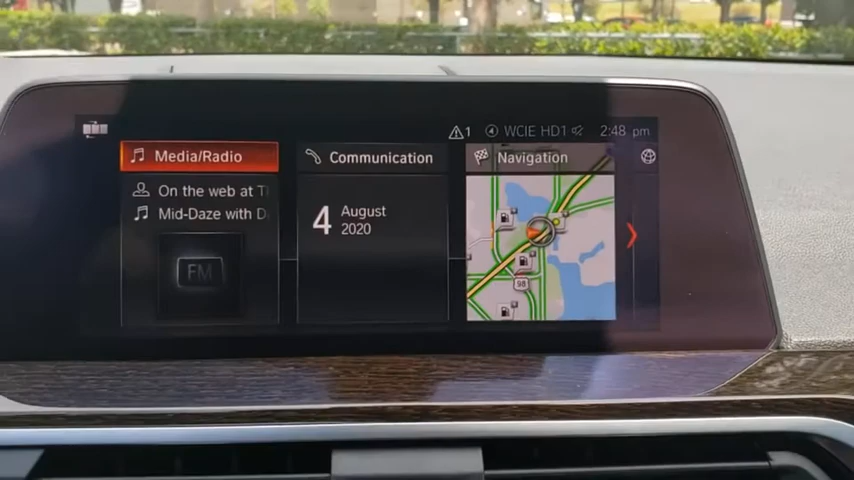 1 WCIE HD1 2:48 pm
Media/Radio
Communication
Navigation
On the web at
Mid-Daze with
FM
4 August
2020
98